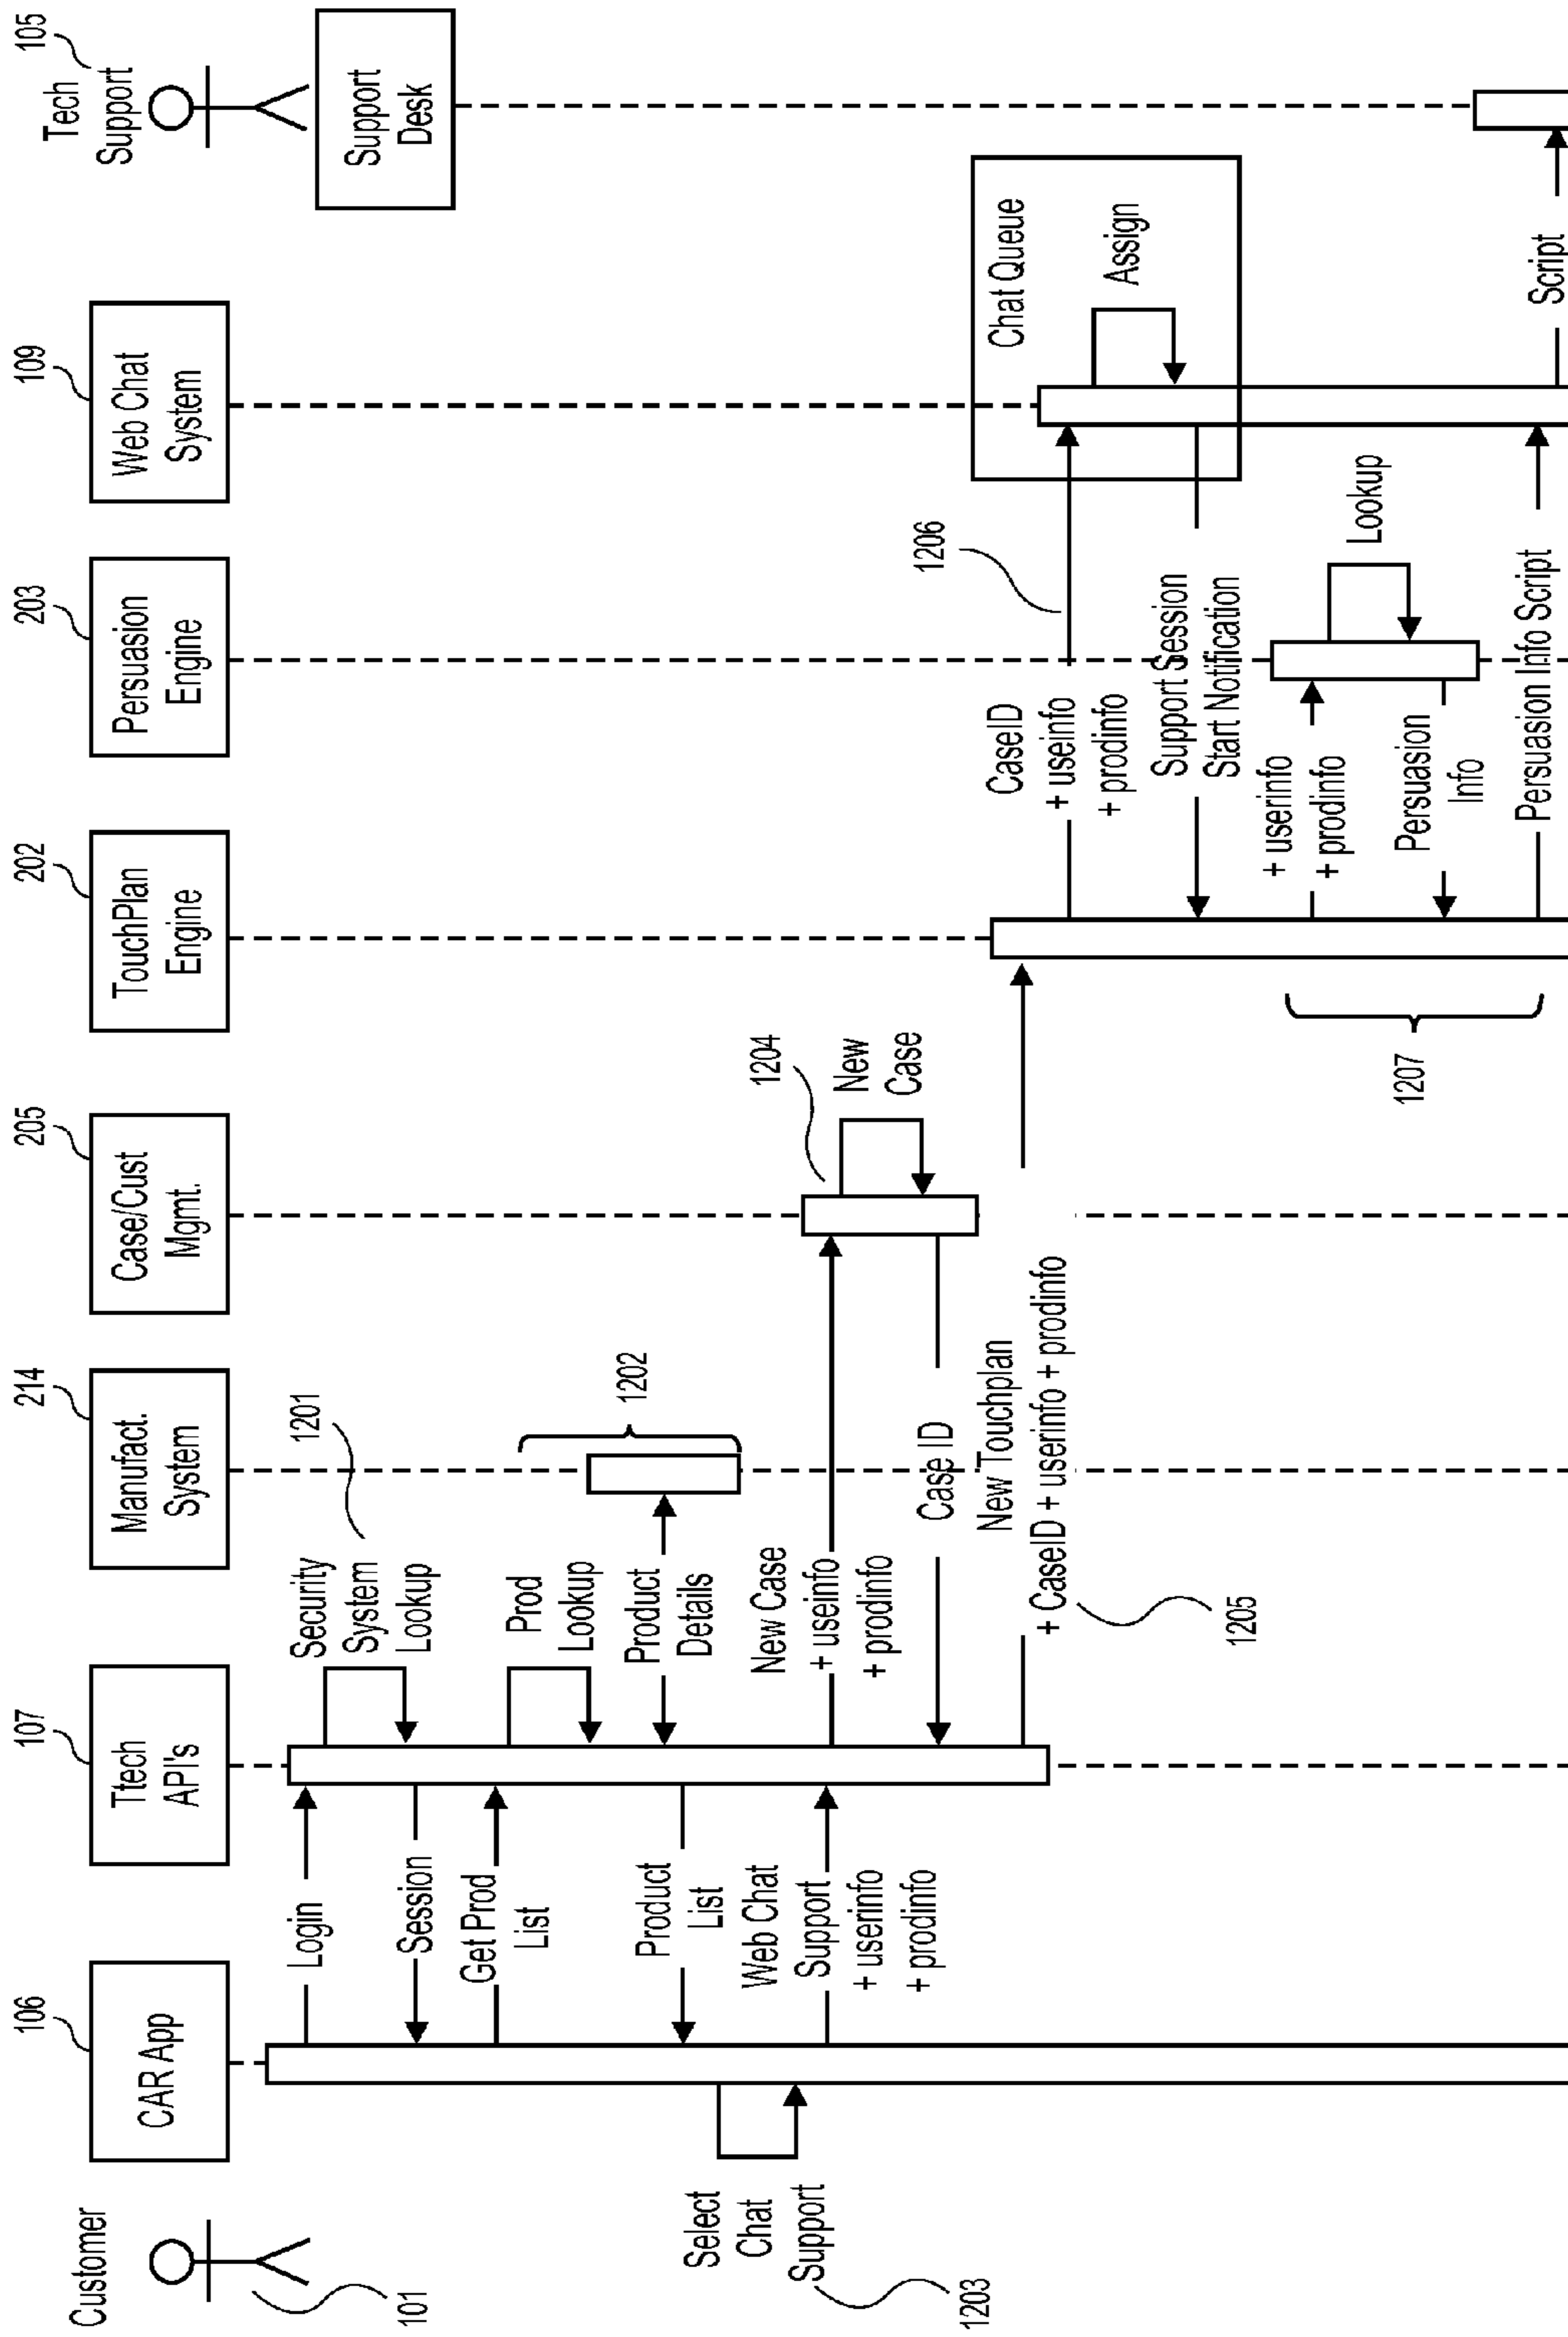 Customer
101
106
CAR App
107
Ttech
API's
214
Manufact.
System
205
Case/Cust
Mgmt.
202
TouchPlan
Engine
203
Persuasion
Engine
109
Web Chat
System
105
Tech
Support
Support
Desk
Login
Security
System
Lookup
1201
Session
Get Prod
List
Prod
Lookup
Product
Details
1202
Product
List
Select
Chat
Support
1203
Web Chat
Support
+ userinfo
+ prodinfo
New Case
+ useinfo
+ prodinfo
1204
New
Case
Case ID
New Touchplan
+ CaseID + userinfo + prodinfo
1205
CaseID
+ useinfo
+ prodinfo
1206
Chat Queue
Assign
Support Session
Start Notification
+ userinfo
+ prodinfo
Lookup
Persuasion
Info
1207
Persuasion Info Script
Script